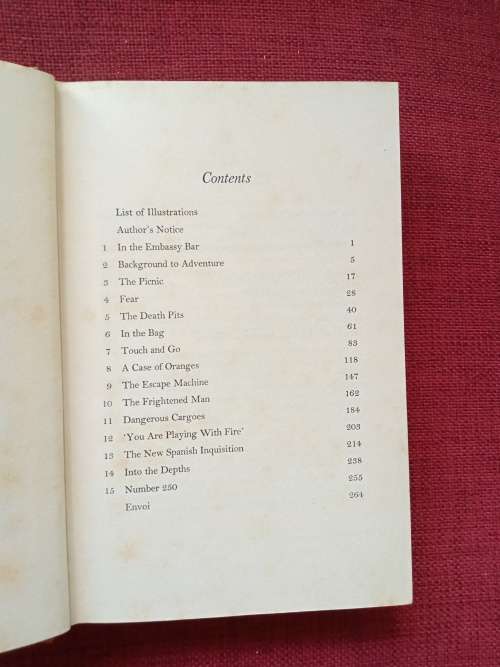 Contents
List of Illustrations
Author's Notice
1 In the Embassy Bar 1
2 Background to Adventure 5
3 The Picnic 17
4 Fear 28
5 The Death Pits 40
6 In the Bag 61
7 Touch and Go 83
8 A Case of Oranges 118
9 The Escape Machine 147
10 The Frightened Man 162
11 Dangerous Cargoes 184
12 'You Are Playing With Fire' 203
13 The New Spanish Inquisition 214
14 Into the Depths 238
15 Number 250 255
Envoi 264